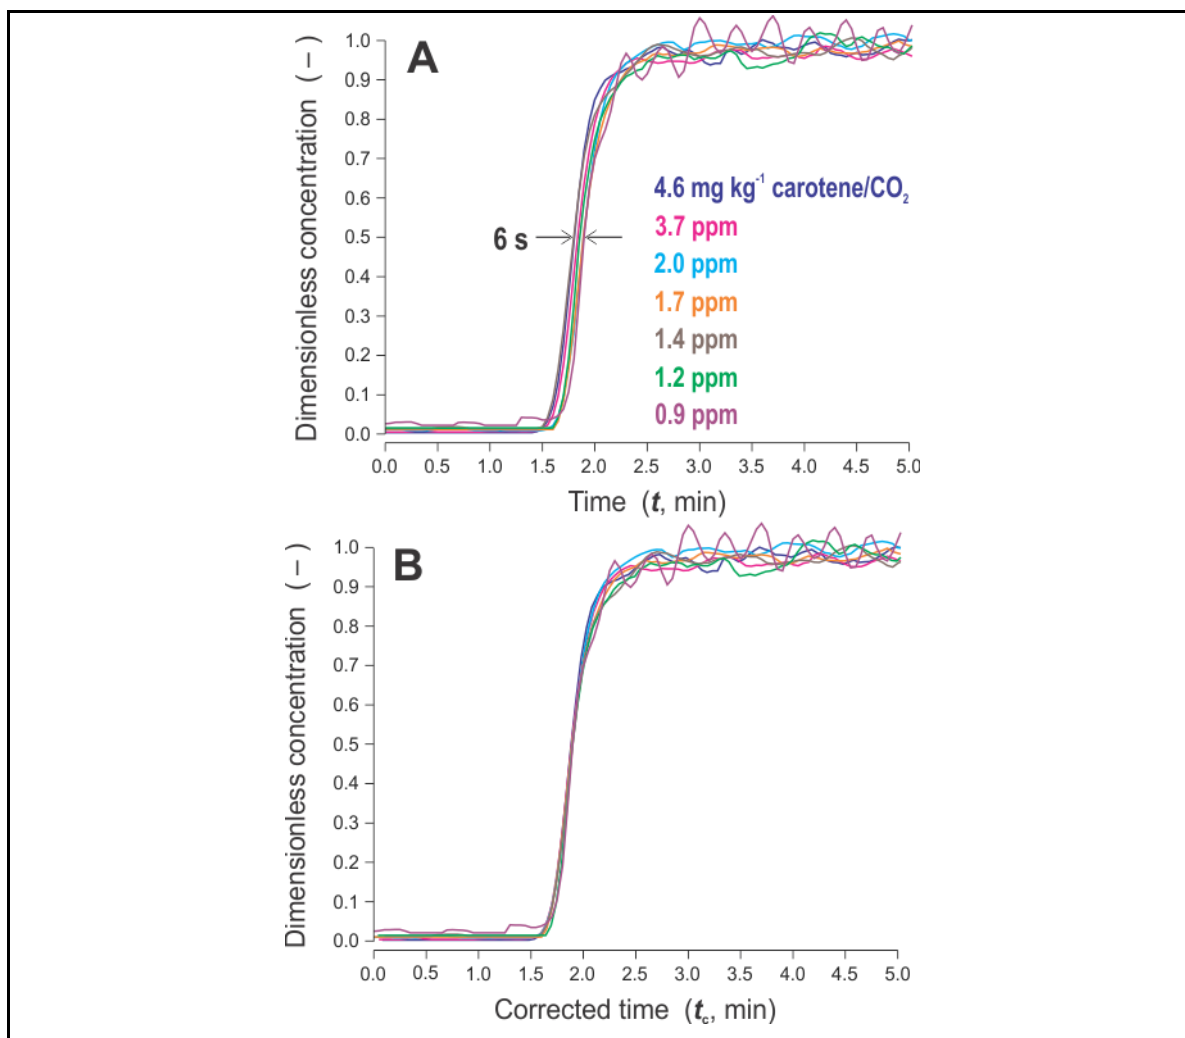 A
Dimensionless concentration ( – )
1.0
0.9
0.8
0.7
0.6
0.5
0.4
0.3
0.2
0.1
0.0
4.6 mg kg⁻¹ carotene/CO₂
3.7 ppm
2.0 ppm
1.7 ppm
1.4 ppm
1.2 ppm
0.9 ppm
6 s
0.0 0.5 1.0 1.5 2.0 2.5 3.0 3.5 4.0 4.5 5.0
Time (t, min)
B
Dimensionless concentration ( – )
1.0
0.9
0.8
0.7
0.6
0.5
0.4
0.3
0.2
0.1
0.0
0.0 0.5 1.0 1.5 2.0 2.5 3.0 3.5 4.0 4.5 5.0
Corrected time (t꜀, min)